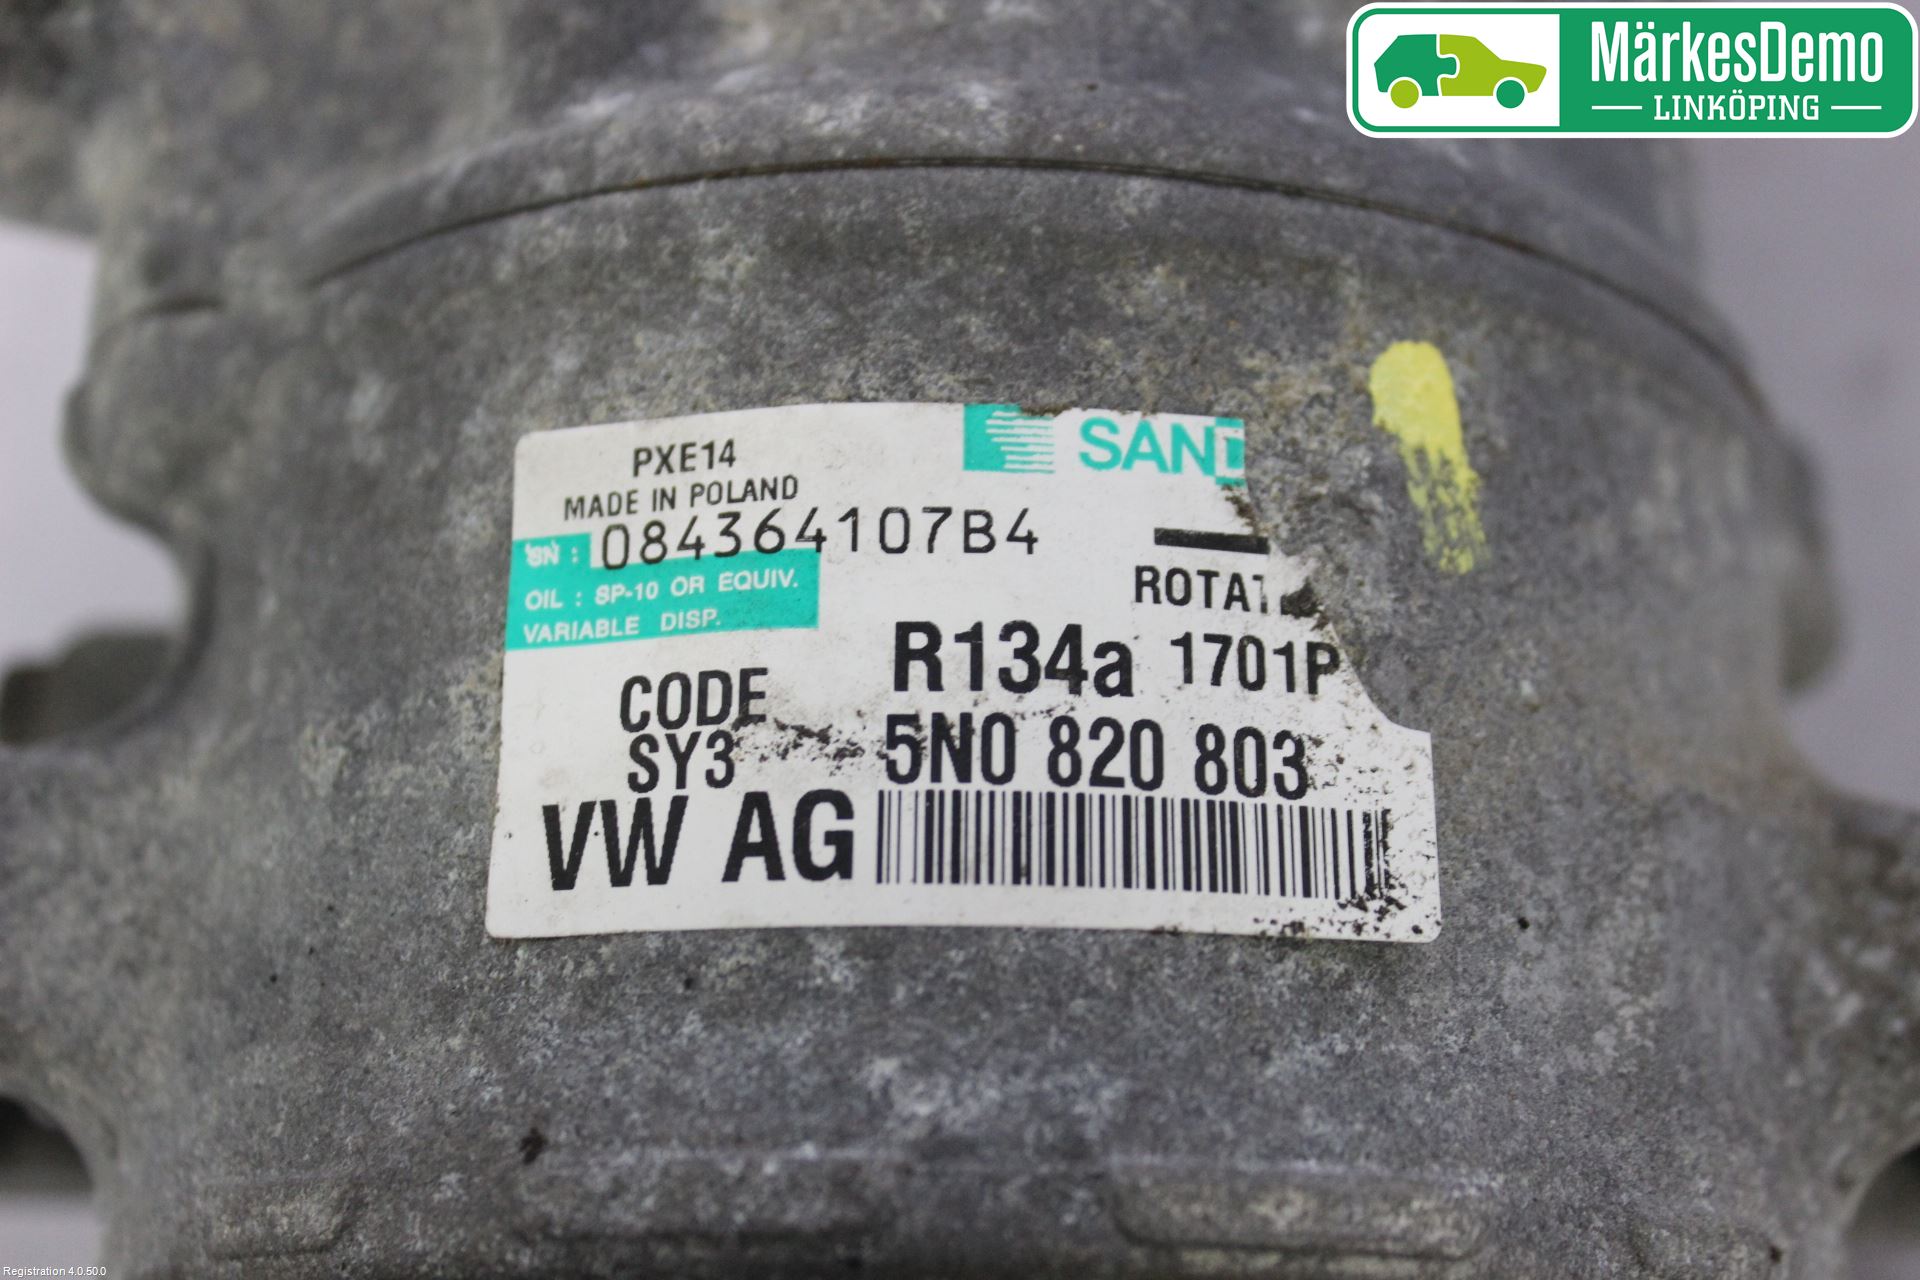 MärkesDemo
LINKÖPING
PXE14
MADE IN POLAND
SN : 084364107B4
OIL : SP-10 OR EQUIV.
VARIABLE DISP.
SAND
ROTAT
R134a 1701P
CODE
SY3
5N0 820 803
VW AG
Registration 4.0.50.0